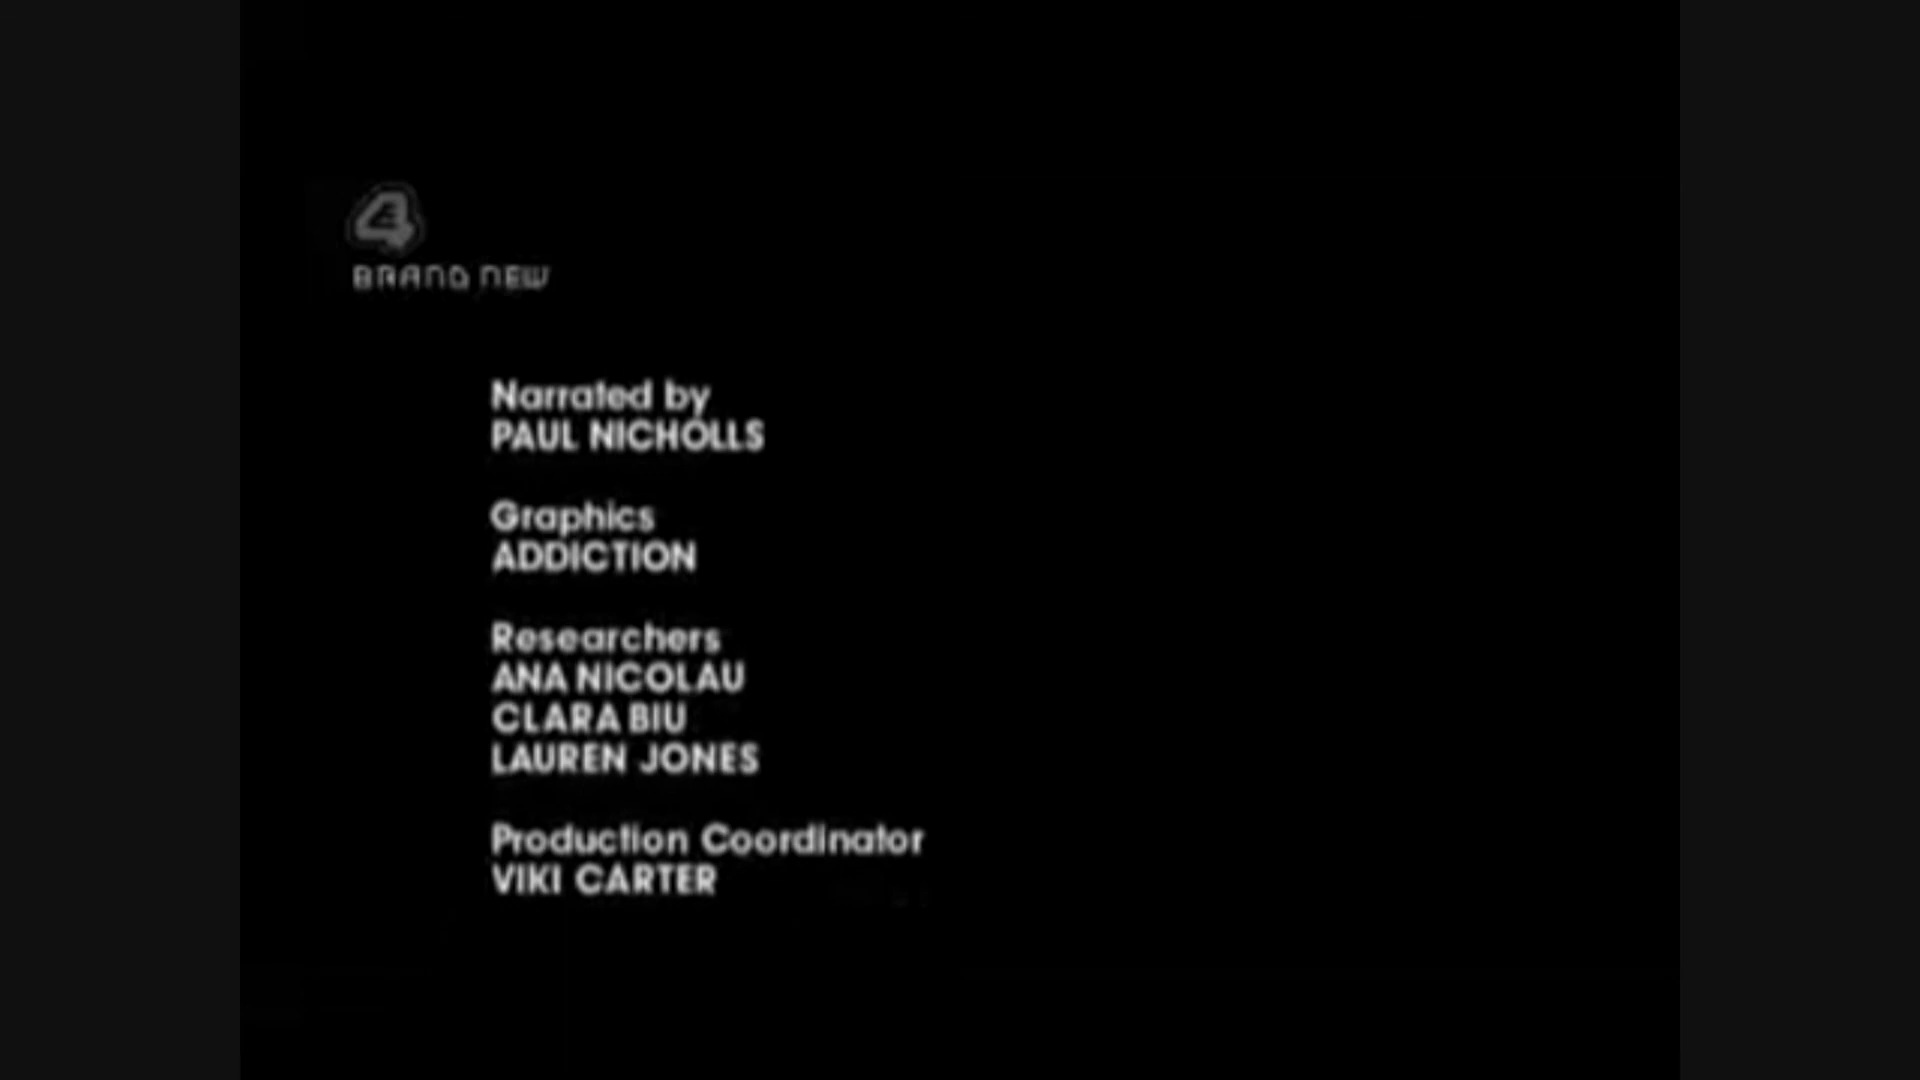 4
BRAND NEW
Narrated by
PAUL NICHOLLS
Graphics
ADDICTION
Researchers
ANA NICOLAU
CLARA BIU
LAUREN JONES
Production Coordinator
VIKI CARTER